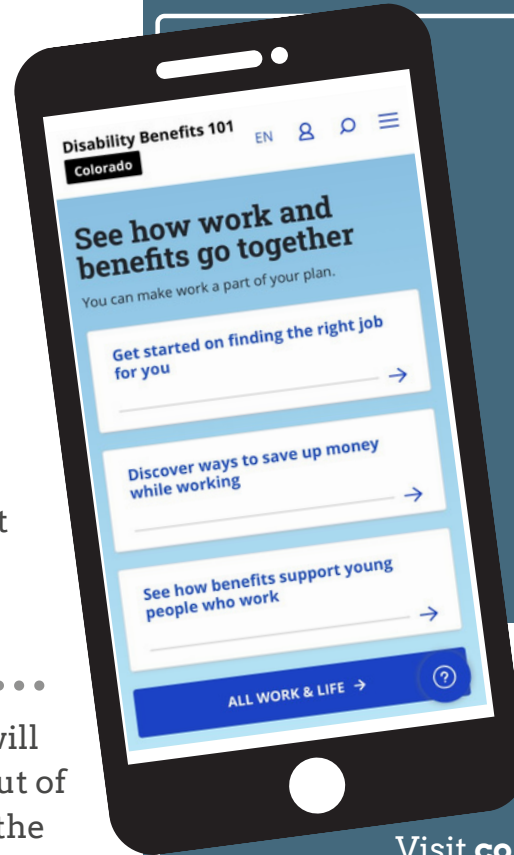 Disability Benefits 101
EN
Colorado
See how work and
benefits go together
You can make work a part of your plan.
Get started on finding the right job
for you
Discover ways to save up money
while working
See how benefits support young
people who work
ALL WORK & LIFE →
?
ut of
the
Visit co